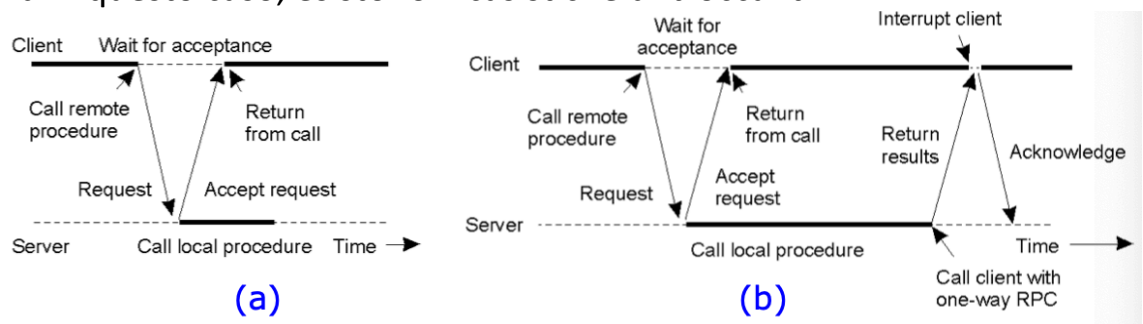 Client
Wait for acceptance
Call remote
procedure
Return
from call
Request
Accept request
Server
Call local procedure
Time
(a)
Interrupt client
Wait for
acceptance
Client
Call remote
procedure
Return
from call
Return
results
Acknowledge
Request
Accept
request
Server
Call local procedure
Time
Call client with
one-way RPC
(b)